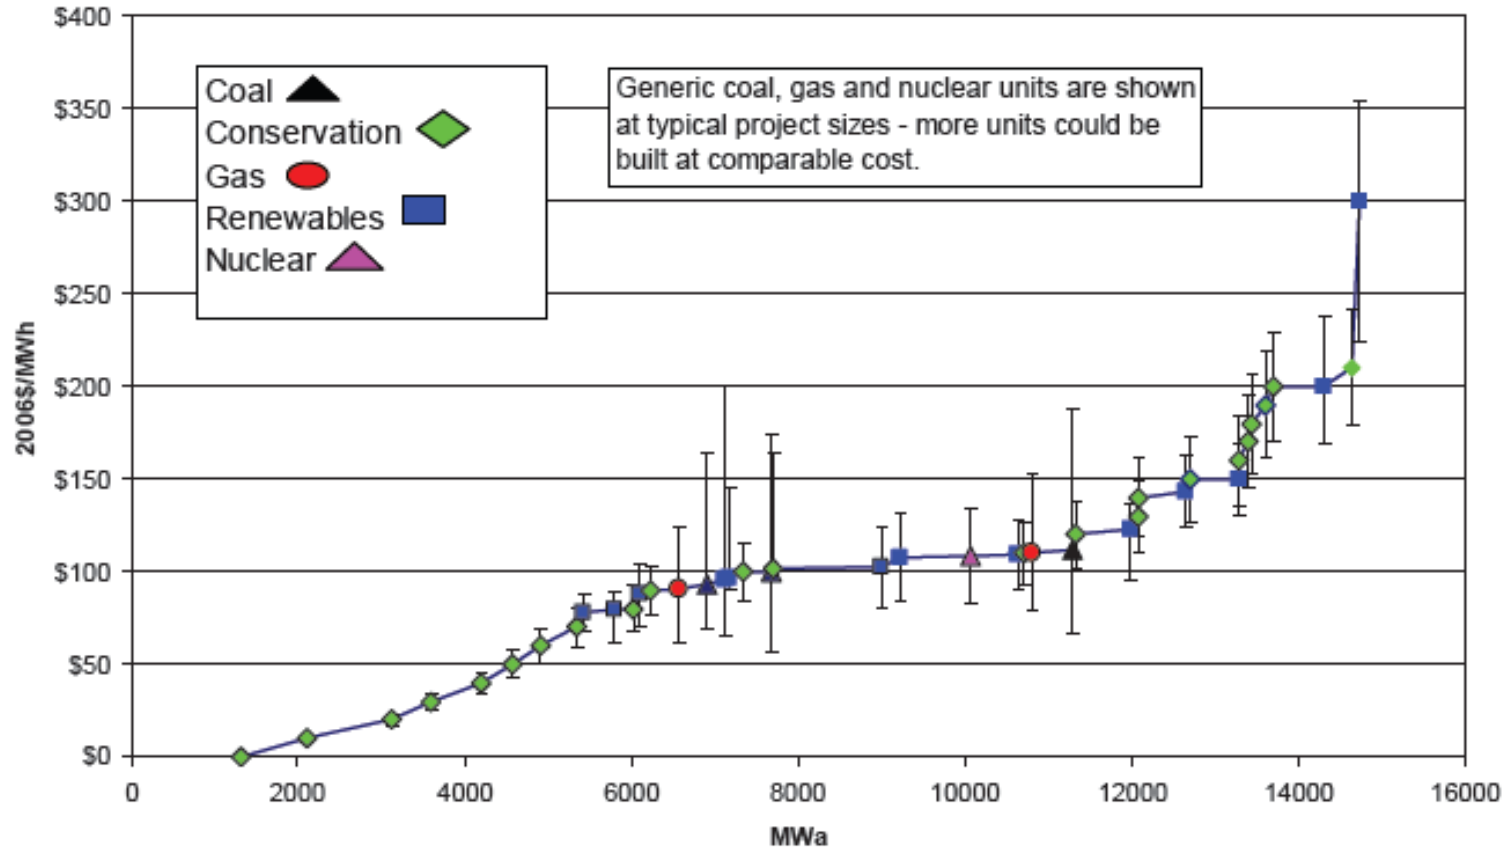 $400
$350
$300
$250
$200
$150
$100
$50
$0
2006$/MWh
Coal
Conservation
Gas
Renewables
Nuclear
Generic coal, gas and nuclear units are shown
at typical project sizes - more units could be
built at comparable cost.
0 2000 4000 6000 8000 10000 12000 14000 16000
MWa